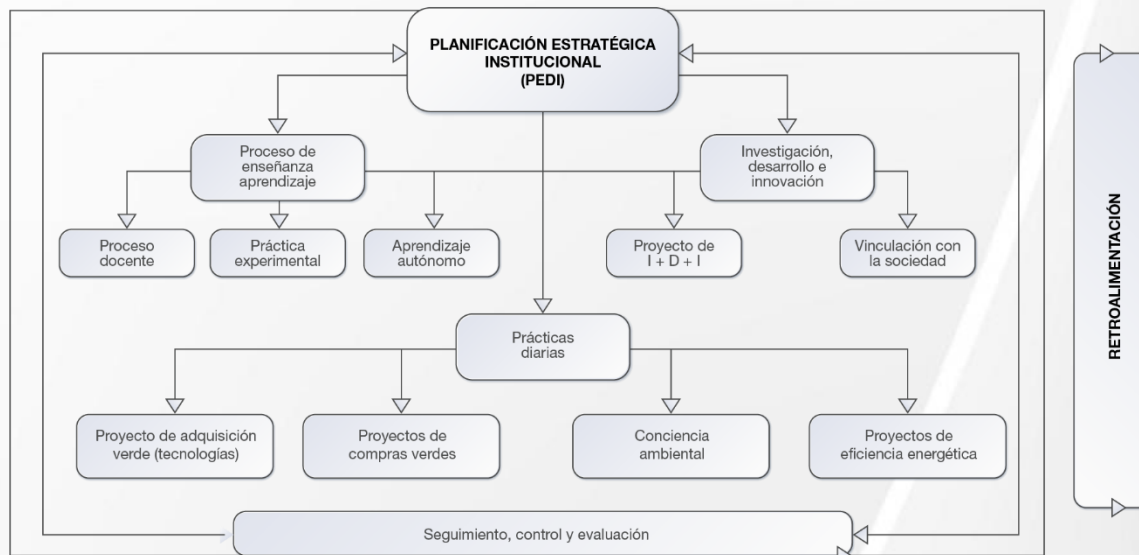 PLANIFICACIÓN ESTRATÉGICA
INSTITUCIONAL
(PEDI)
Proceso de
enseñanza
aprendizaje
Investigación,
desarrollo e
innovación
Proceso
docente
Práctica
experimental
Aprendizaje
autónomo
Proyecto de
I + D + I
Vinculación con
la sociedad
Prácticas
diarias
Proyecto de adquisición
verde (tecnologías)
Proyectos de
compras verdes
Conciencia
ambiental
Proyectos de
eficiencia energética
Seguimiento, control y evaluación
RETROALIMENTACIÓN